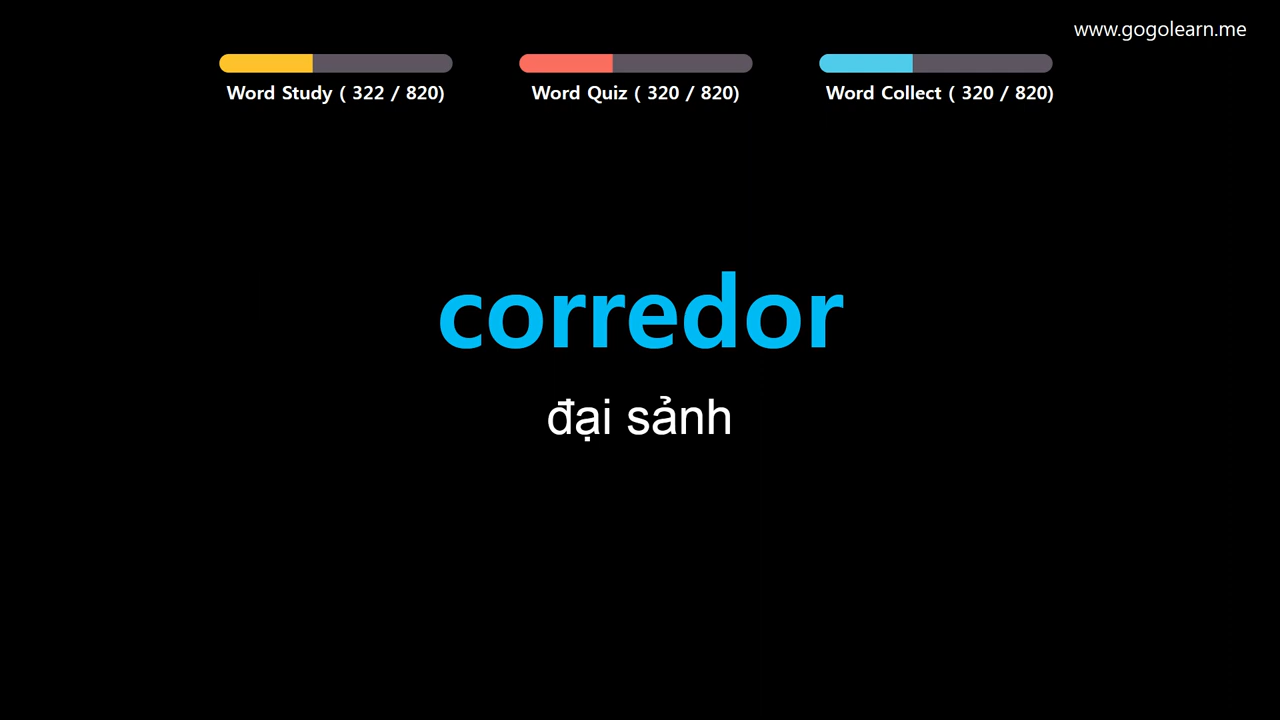 www.gogolearn.me
Word Study ( 322 / 820)
Word Quiz ( 320 / 820)
Word Collect ( 320 / 820)
corredor
đại sảnh